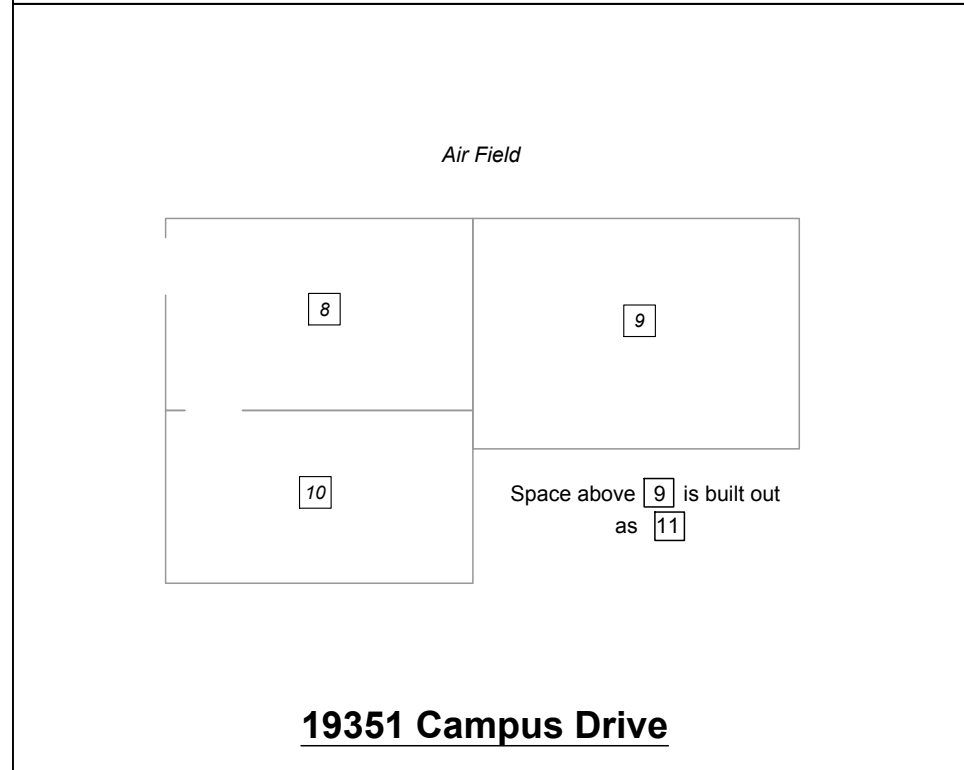 Air Field
8
9
10
Space above 9 is built out
as 11
19351 Campus Drive